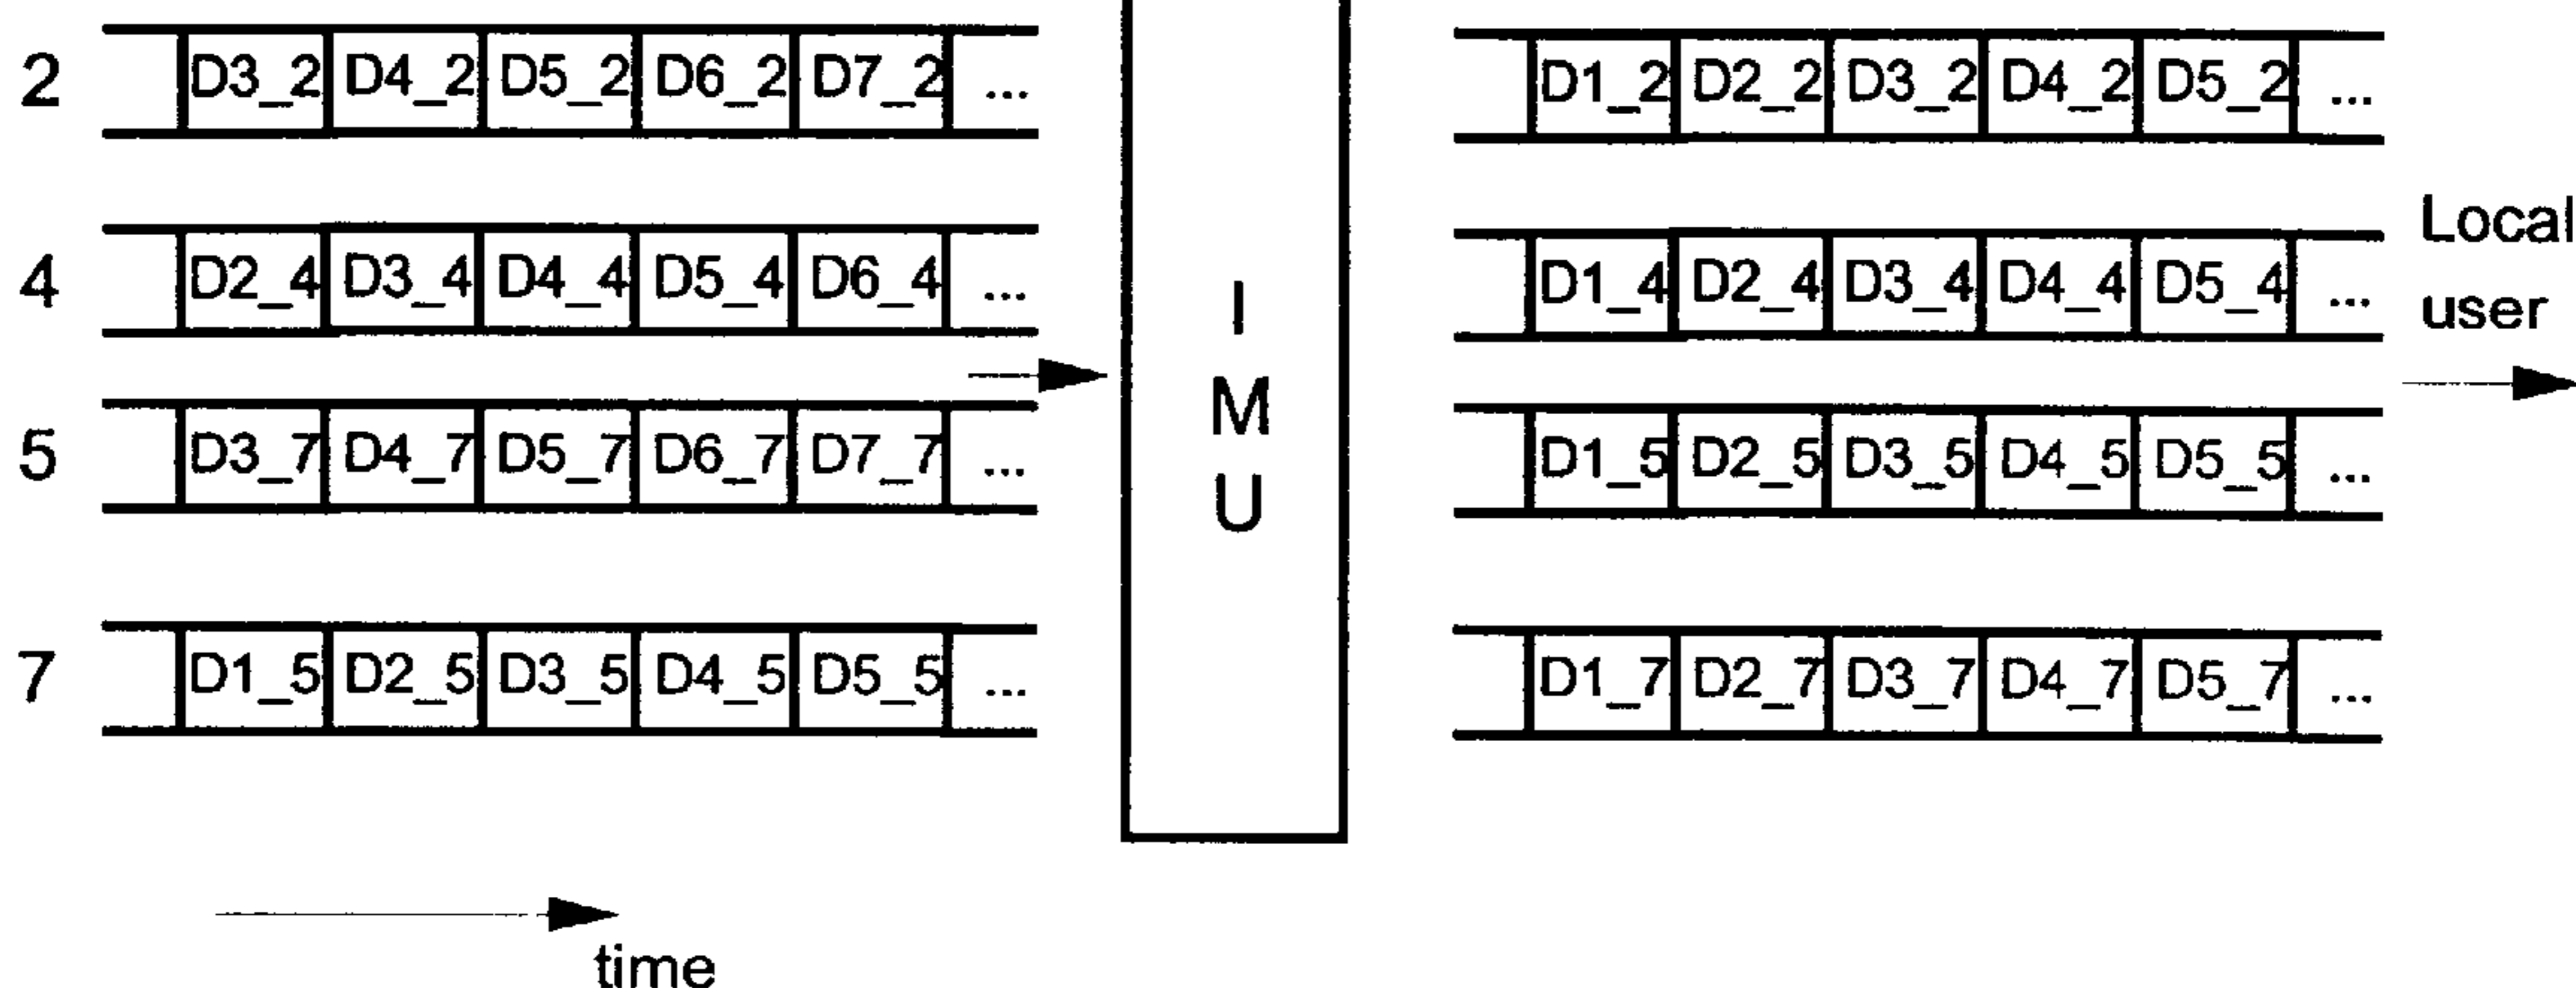 2 D3_2 D4_2 D5_2 D6_2 D7_2 ... D1_2 D2_2 D3_2 D4_2 D5_2 ...
4 D2_4 D3_4 D4_4 D5_4 D6_4 ... D1_4 D2_4 D3_4 D4_4 D5_4 ...
Local
user
5 D3_7 D4_7 D5_7 D6_7 D7_7 ... D1_5 D2_5 D3_5 D4_5 D5_5 ...
7 D1_5 D2_5 D3_5 D4_5 D5_5 ... D1_7 D2_7 D3_7 D4_7 D5_7 ...
I
M
U
time